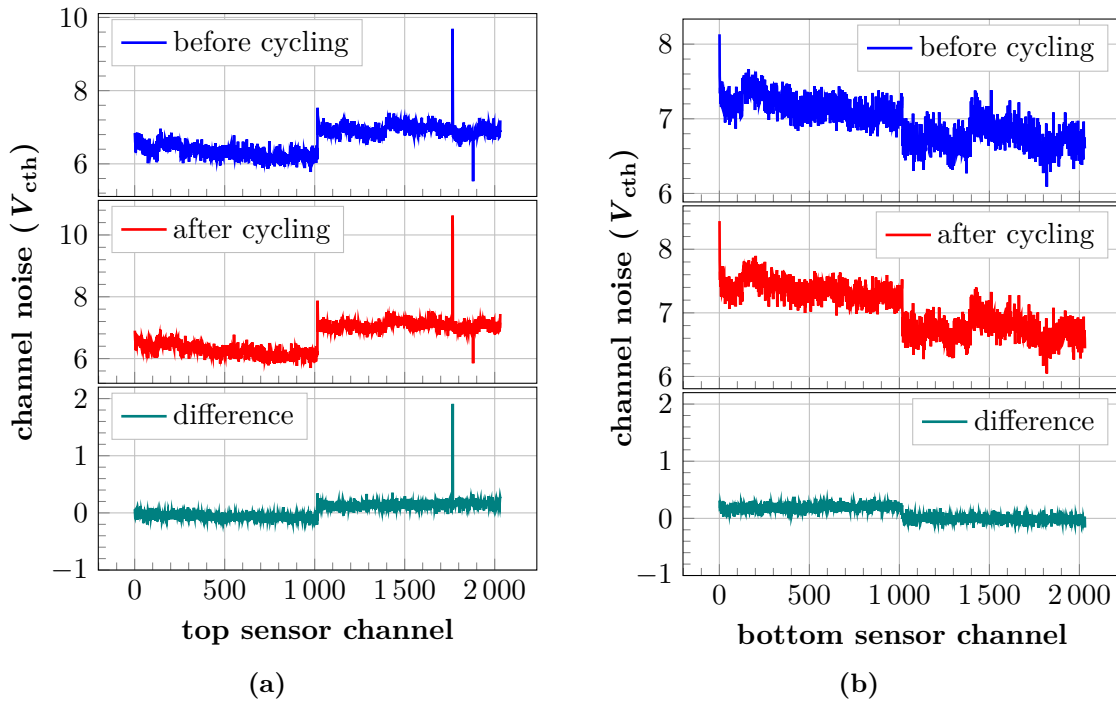 channel noise (V_cth)
10
8
6
before cycling
10
8
6
after cycling
2
1
0
−1
difference
0 500 1 000 1 500 2 000
top sensor channel
(a)
channel noise (V_cth)
8
7
6
before cycling
8
7
6
after cycling
2
1
0
−1
difference
0 500 1 000 1 500 2 000
bottom sensor channel
(b)